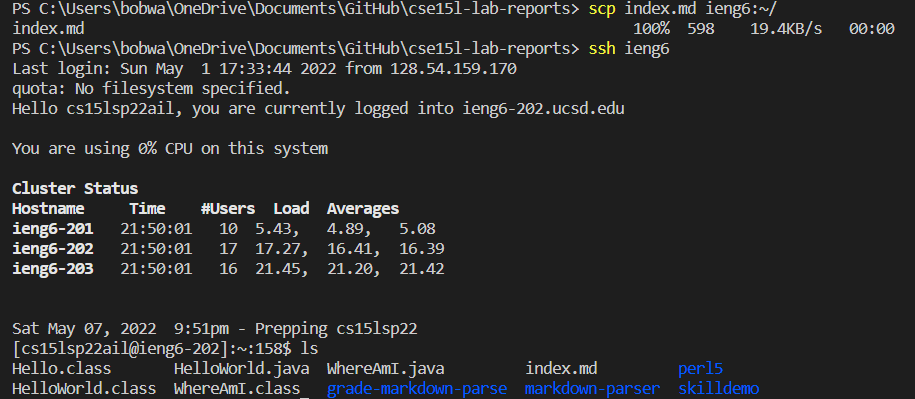 PS C:\Users\bobwa\OneDrive\Documents\GitHub\cse15l-lab-reports> scp index.md ieng6:~/
index.md 100% 598 19.4KB/s 00:00
PS C:\Users\bobwa\OneDrive\Documents\GitHub\cse15l-lab-reports> ssh ieng6
Last login: Sun May  1 17:33:44 2022 from 128.54.159.170
quota: No filesystem specified.
Hello cs15lsp22ail, you are currently logged into ieng6-202.ucsd.edu
You are using 0% CPU on this system
Cluster Status
Hostname Time #Users Load Averages
ieng6-201 21:50:01 10 5.43, 4.89, 5.08
ieng6-202 21:50:01 17 17.27, 16.41, 16.39
ieng6-203 21:50:01 16 21.45, 21.20, 21.42
Sat May 07, 2022  9:51pm - Prepping cs15lsp22
[cs15lsp22ail@ieng6-202]:~:158$ ls
Hello.class HelloWorld.java WhereAmI.java index.md perl5
HelloWorld.class WhereAmI.class grade-markdown-parse markdown-parser skilldemo